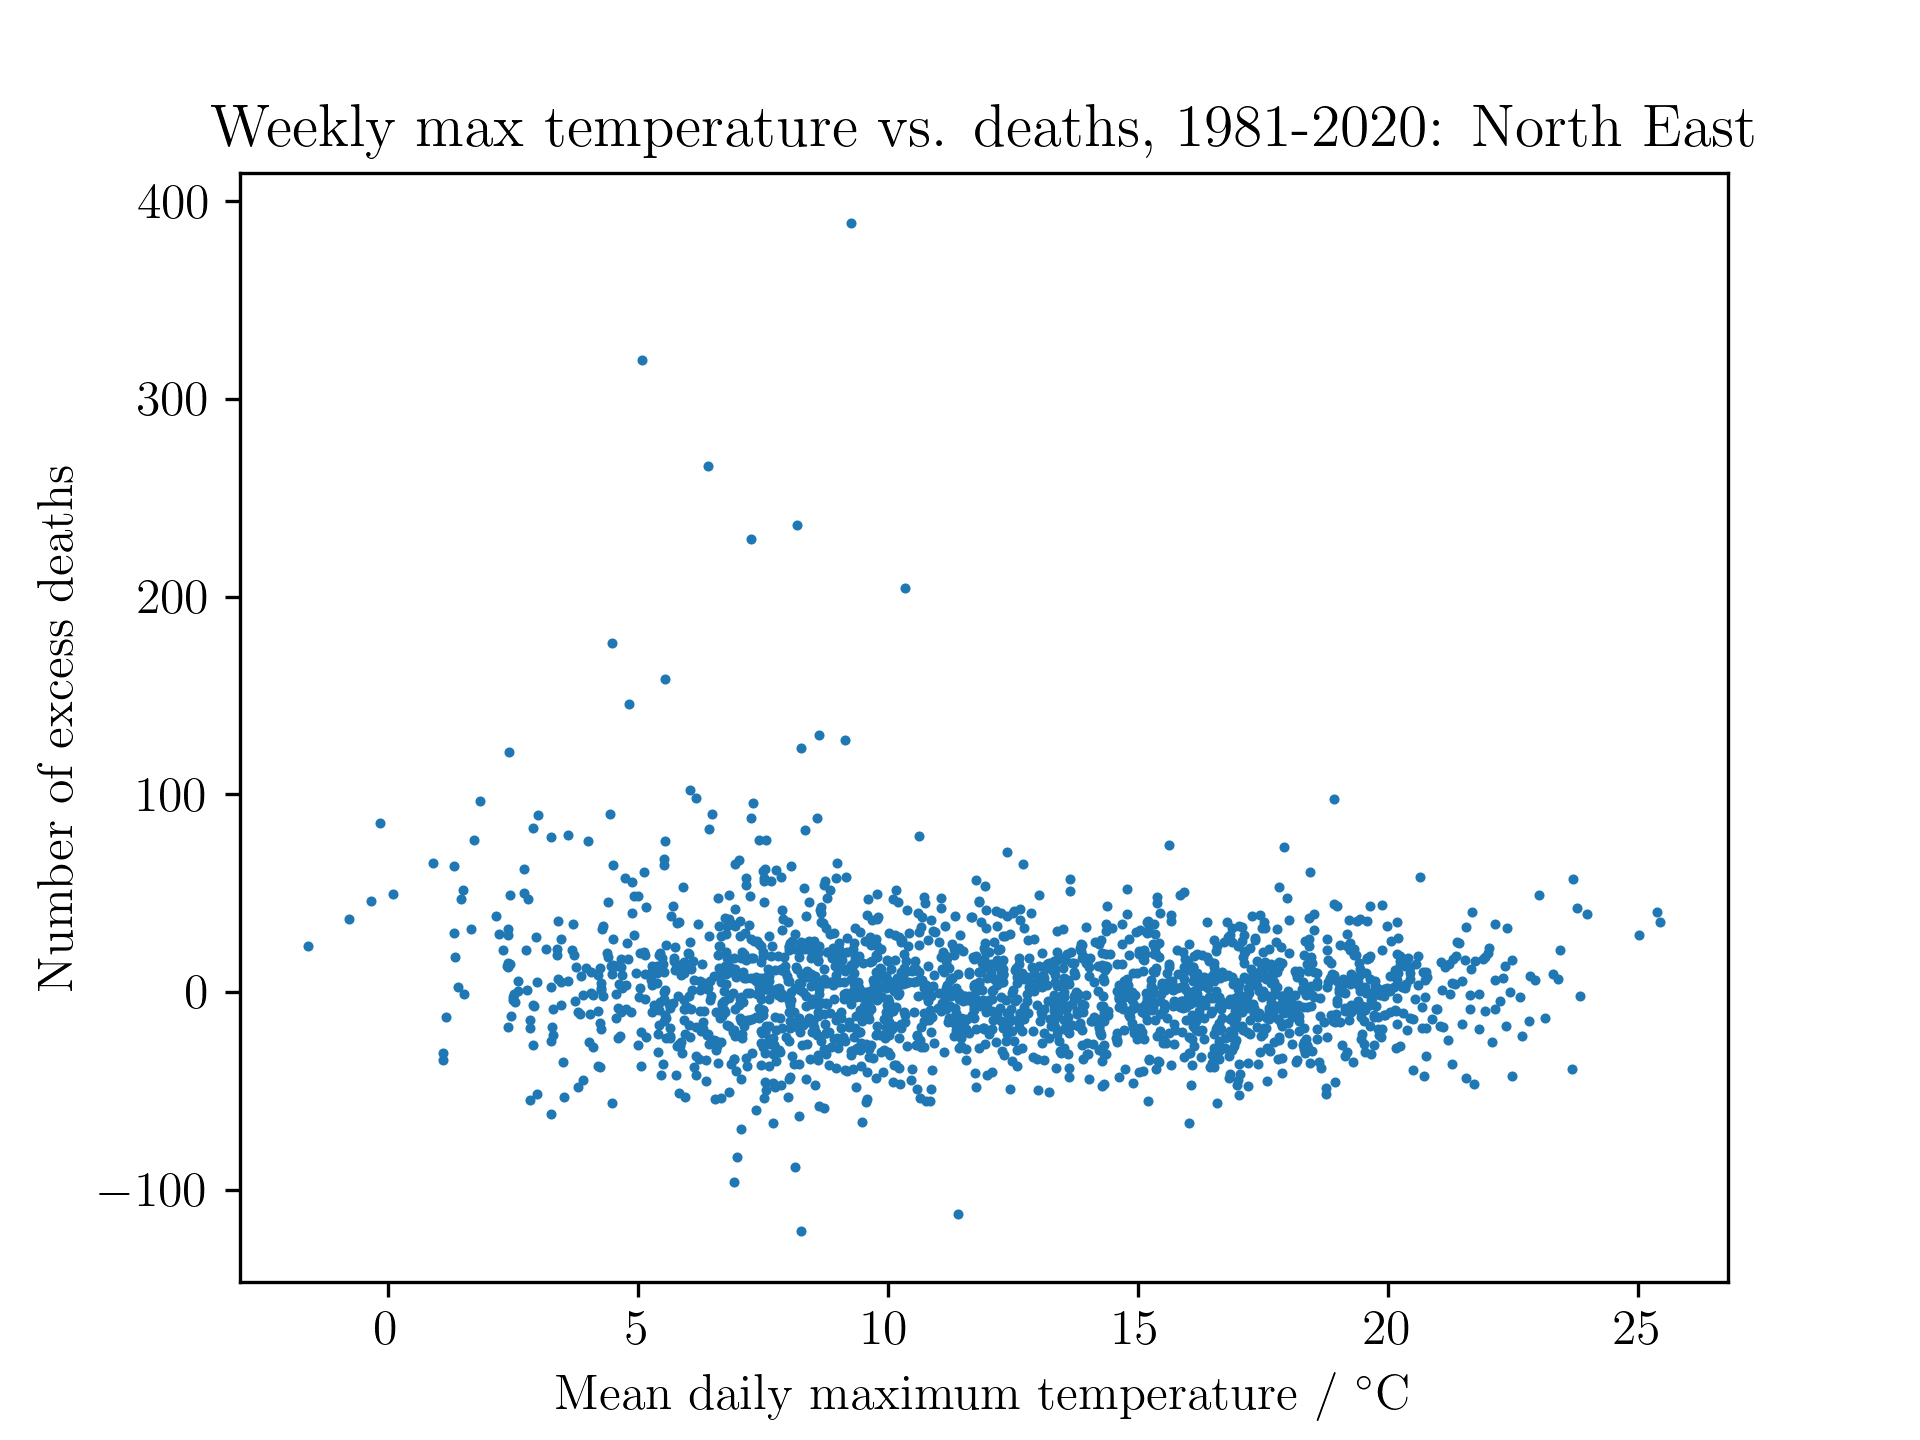 Weekly max temperature vs. deaths, 1981-2020: North East
400
300
200
100
0
−100
Number of excess deaths
0 5 10 15 20 25
Mean daily maximum temperature / °C